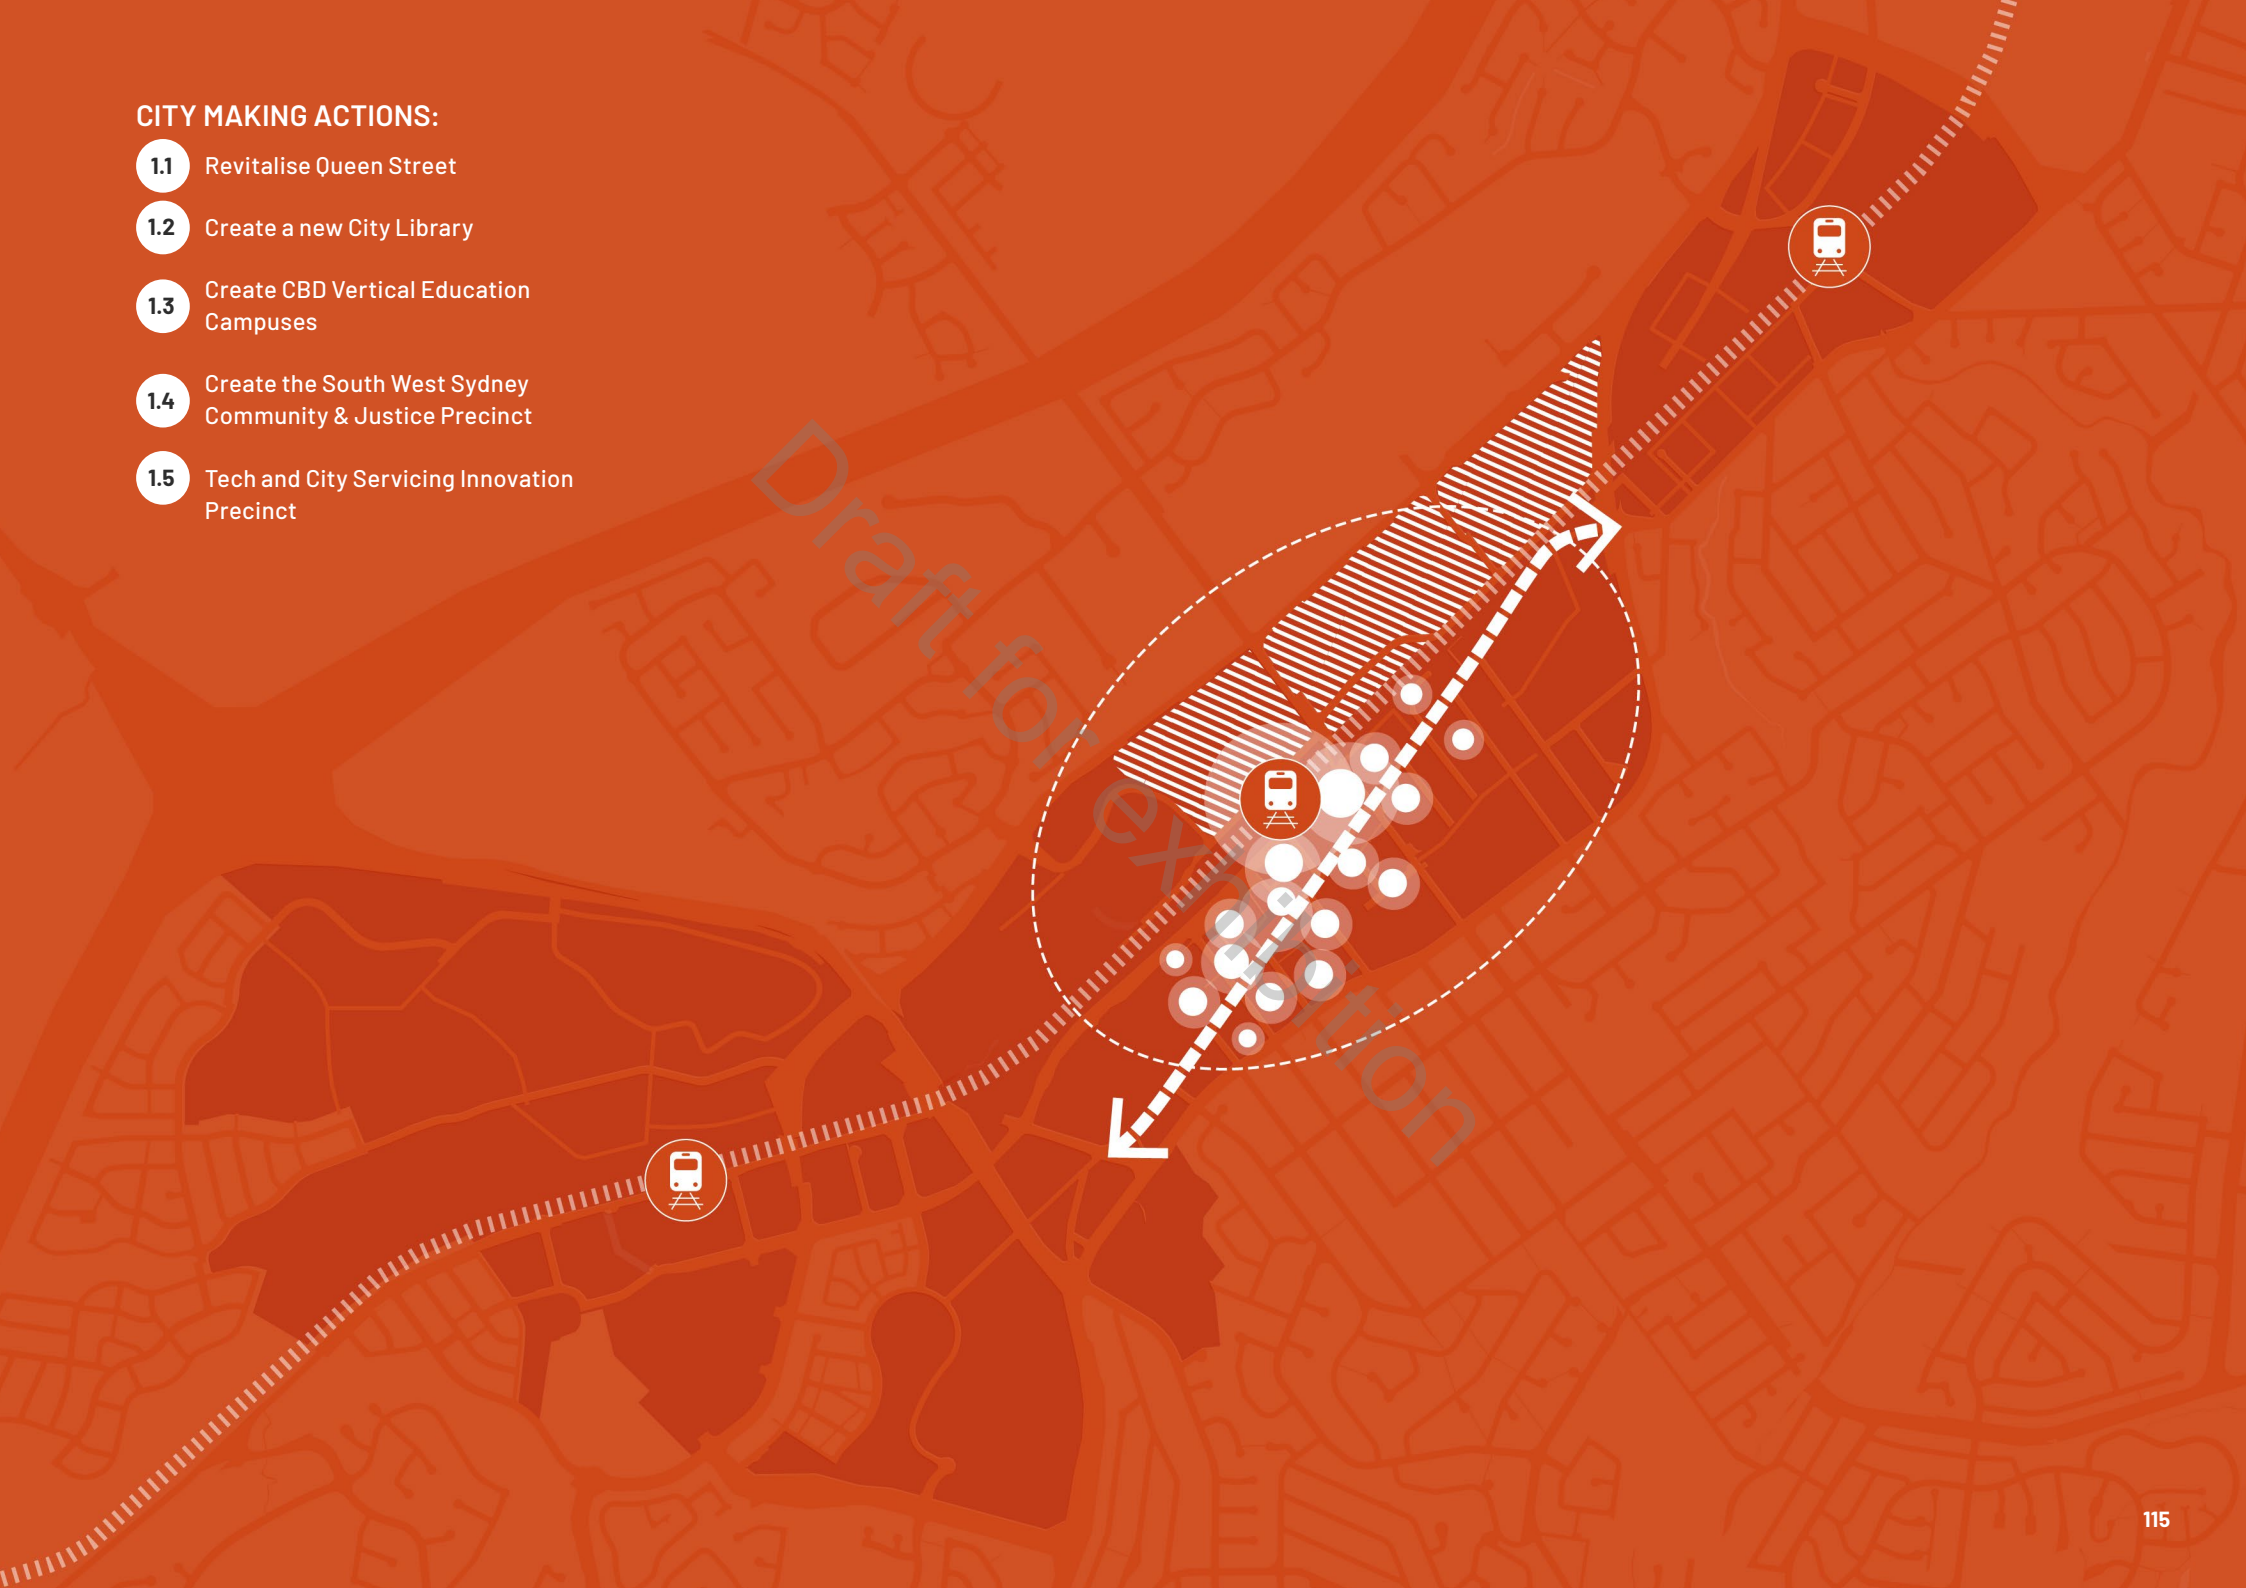 CITY MAKING ACTIONS:
1.1 Revitalise Queen Street
1.2 Create a new City Library
1.3 Create CBD Vertical Education
Campuses
1.4 Create the South West Sydney
Community & Justice Precinct
1.5 Tech and City Servicing Innovation
Precinct
Draft for exhibition
115